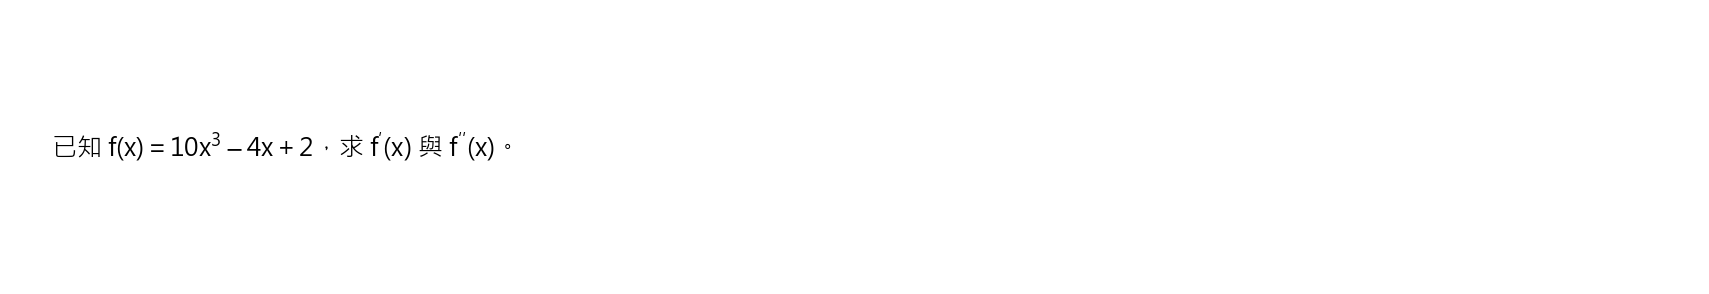 已知 f(x) = 10x³ – 4x + 2，求 f′(x) 與 f′′(x)。